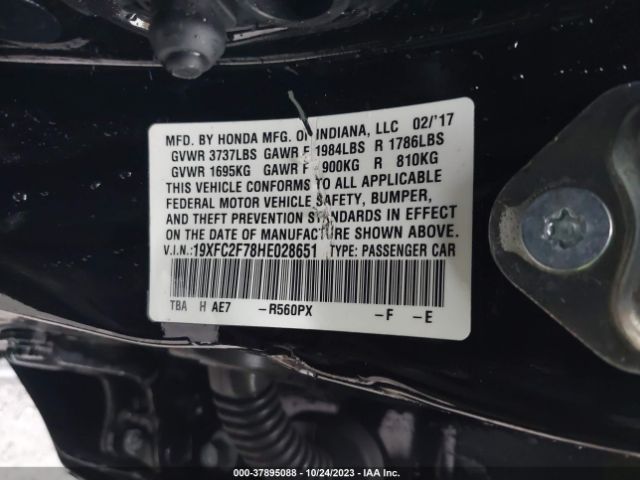 MFD. BY HONDA MFG. OF INDIANA, LLC 02/'17
GVWR 3737LBS GAWR F 1984LBS R 1786LBS
GVWR 1695KG GAWR F 900KG R 810KG
THIS VEHICLE CONFORMS TO ALL APPLICABLE
FEDERAL MOTOR VEHICLE SAFETY, BUMPER,
AND THEFT PREVENTION STANDARDS IN EFFECT
ON THE DATE OF MANUFACTURE SHOWN ABOVE.
V.I.N.:19XFC2F78HE028651 TYPE: PASSENGER CAR
TBA H AE7 -R560PX -F -E
000-37895088 - 10/24/2023 - IAA Inc.